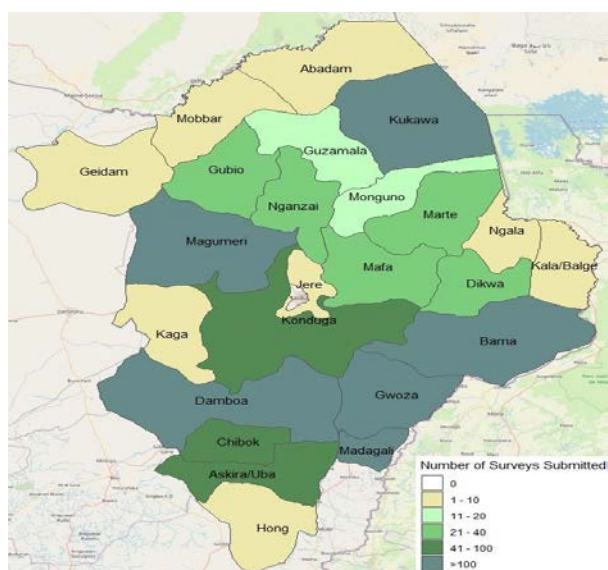 Abadam
Kukawa
Mobbar
Guzamala
Geidam
Gubio
Monguno
Nganzai
Marte
Ngala
Magumeri
Mafa
Kala/Balge
Jere
Dikwa
Konduga
Kaga
Bama
Gwoza
Damboa
Chibok
Madagali
Askira/Uba
Hong
Number of Surveys Submitted
0
1 - 10
11 - 20
21 - 40
41 - 100
>100